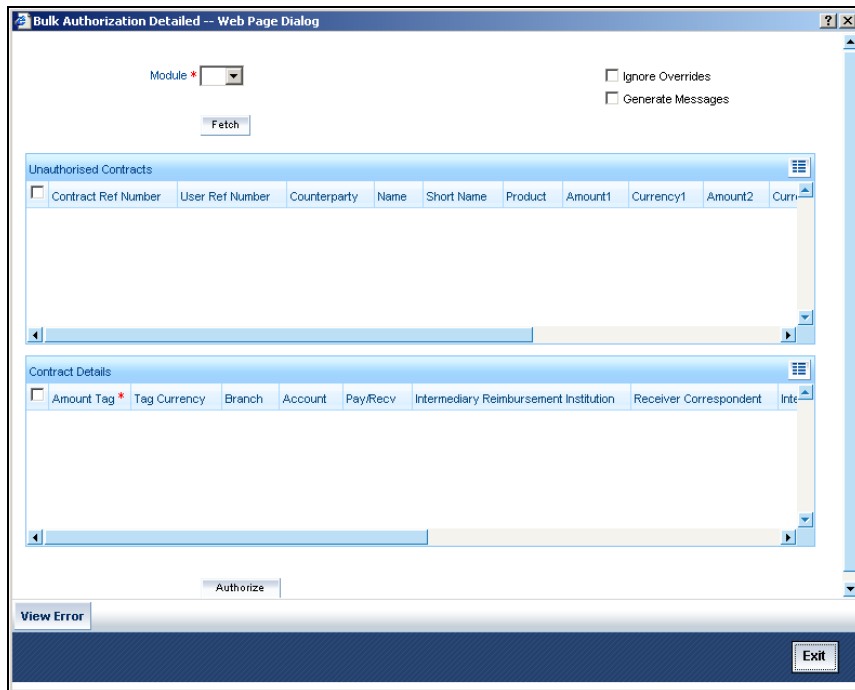 Bulk Authorization Detailed -- Web Page Dialog
Module *
Ignore Overrides
Generate Messages
Fetch
Unauthorised Contracts
Contract Ref Number User Ref Number Counterparty Name Short Name Product Amount1 Currency1 Amount2 Curre
Contract Details
Amount Tag * Tag Currency Branch Account Pay/Recv Intermediary Reimbursement Institution Receiver Correspondent Inte
Authorize
View Error
Exit